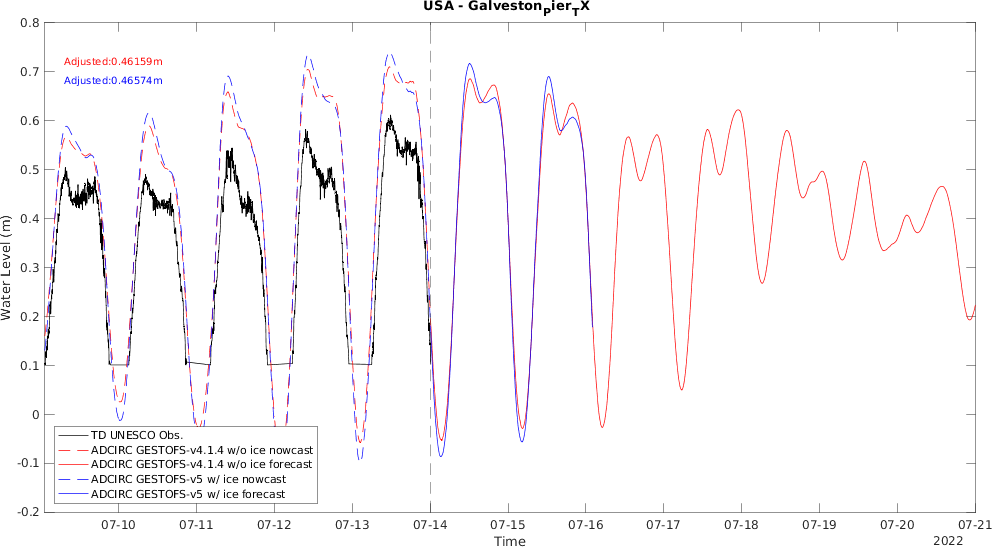 USA - GalvestonPierTX
Adjusted:0.46159m
Adjusted:0.46574m
0.8
0.7
0.6
0.5
0.4
0.3
0.2
0.1
0
-0.1
-0.2
Water Level (m)
TD UNESCO Obs.
ADCIRC GESTOFS-v4.1.4 w/o ice nowcast
ADCIRC GESTOFS-v4.1.4 w/o ice forecast
ADCIRC GESTOFS-v5 w/ ice nowcast
ADCIRC GESTOFS-v5 w/ ice forecast
07-10 07-11 07-12 07-13 07-14 07-15 07-16 07-17 07-18 07-19 07-20 07-21
Time
2022